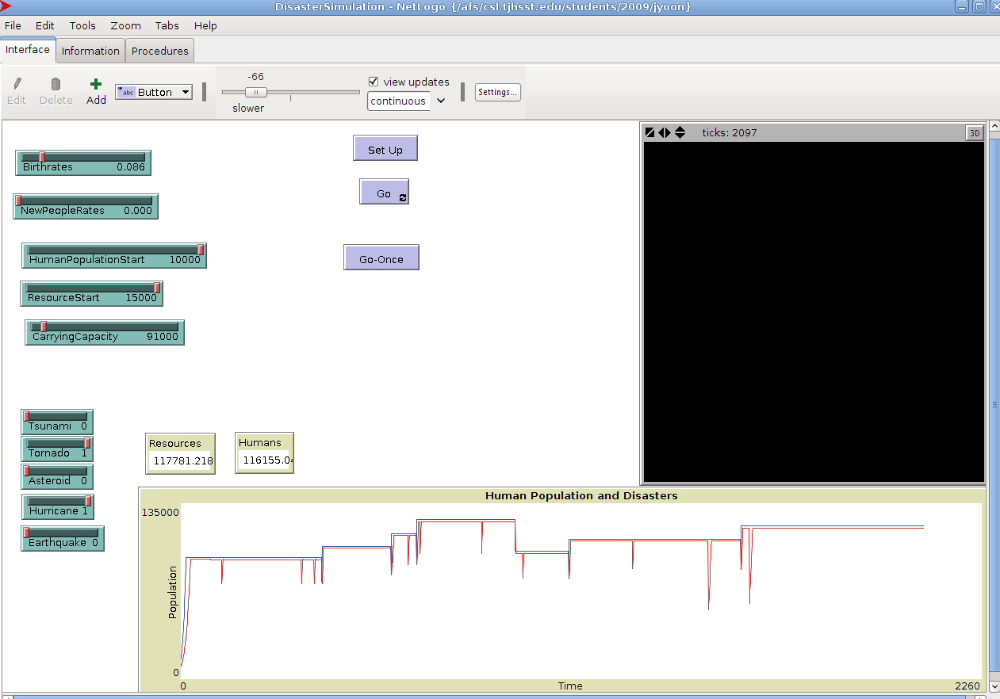 DisasterSimulation - NetLogo {/afs/csl.tjhsst.edu/students/2009/jyoon}
File Edit Tools Zoom Tabs Help
Interface Information Procedures
-66
slower
Edit Delete Add abc Button
view updates
continuous
Settings...
ticks: 2097
3D
Birthrates 0.086
NewPeopleRates 0.000
HumanPopulationStart 10000
ResourceStart 15000
CarryingCapacity 91000
Set Up
Go
Go-Once
Tsunami 0
Tornado 1
Asteroid 0
Hurricane 1
Earthquake 0
Resources
117781.218
Humans
116155.04
Human Population and Disasters
135000
Population
0
0 Time 2260